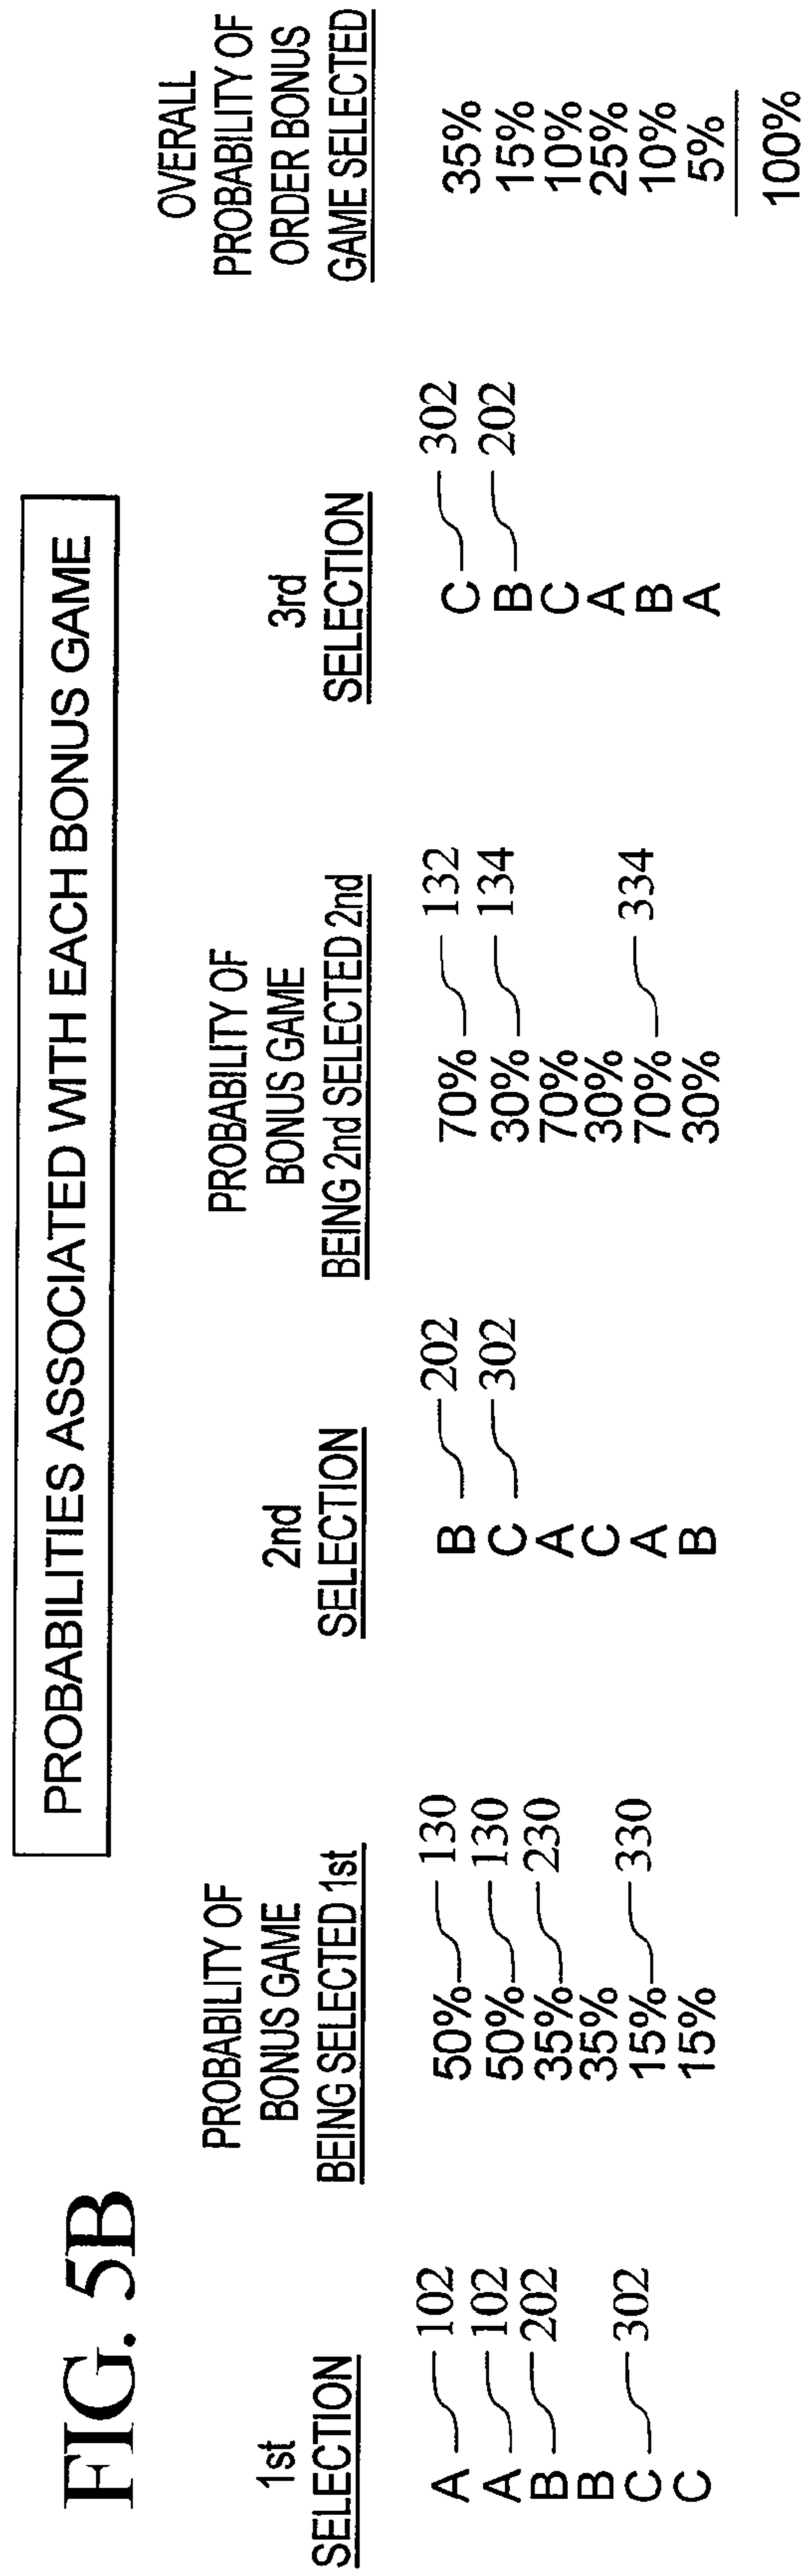 FIG. 5B
PROBABILITIES ASSOCIATED WITH EACH BONUS GAME
1st
SELECTION
PROBABILITY OF
BONUS GAME
BEING SELECTED 1st
2nd
SELECTION
PROBABILITY OF
BONUS GAME
BEING 2nd SELECTED 2nd
3rd
SELECTION
OVERALL
PROBABILITY OF
ORDER BONUS
GAME SELECTED
A 102 50% 130 B 202 70% 132 C 302 35%
A 102 50% 130 C 302 30% 134 B 202 15%
B 202 35% 230 A 70% C 10%
B 35% C 30% A 25%
C 302 15% 330 A 70% 334 B 10%
C 15% B 30% A 5%
100%